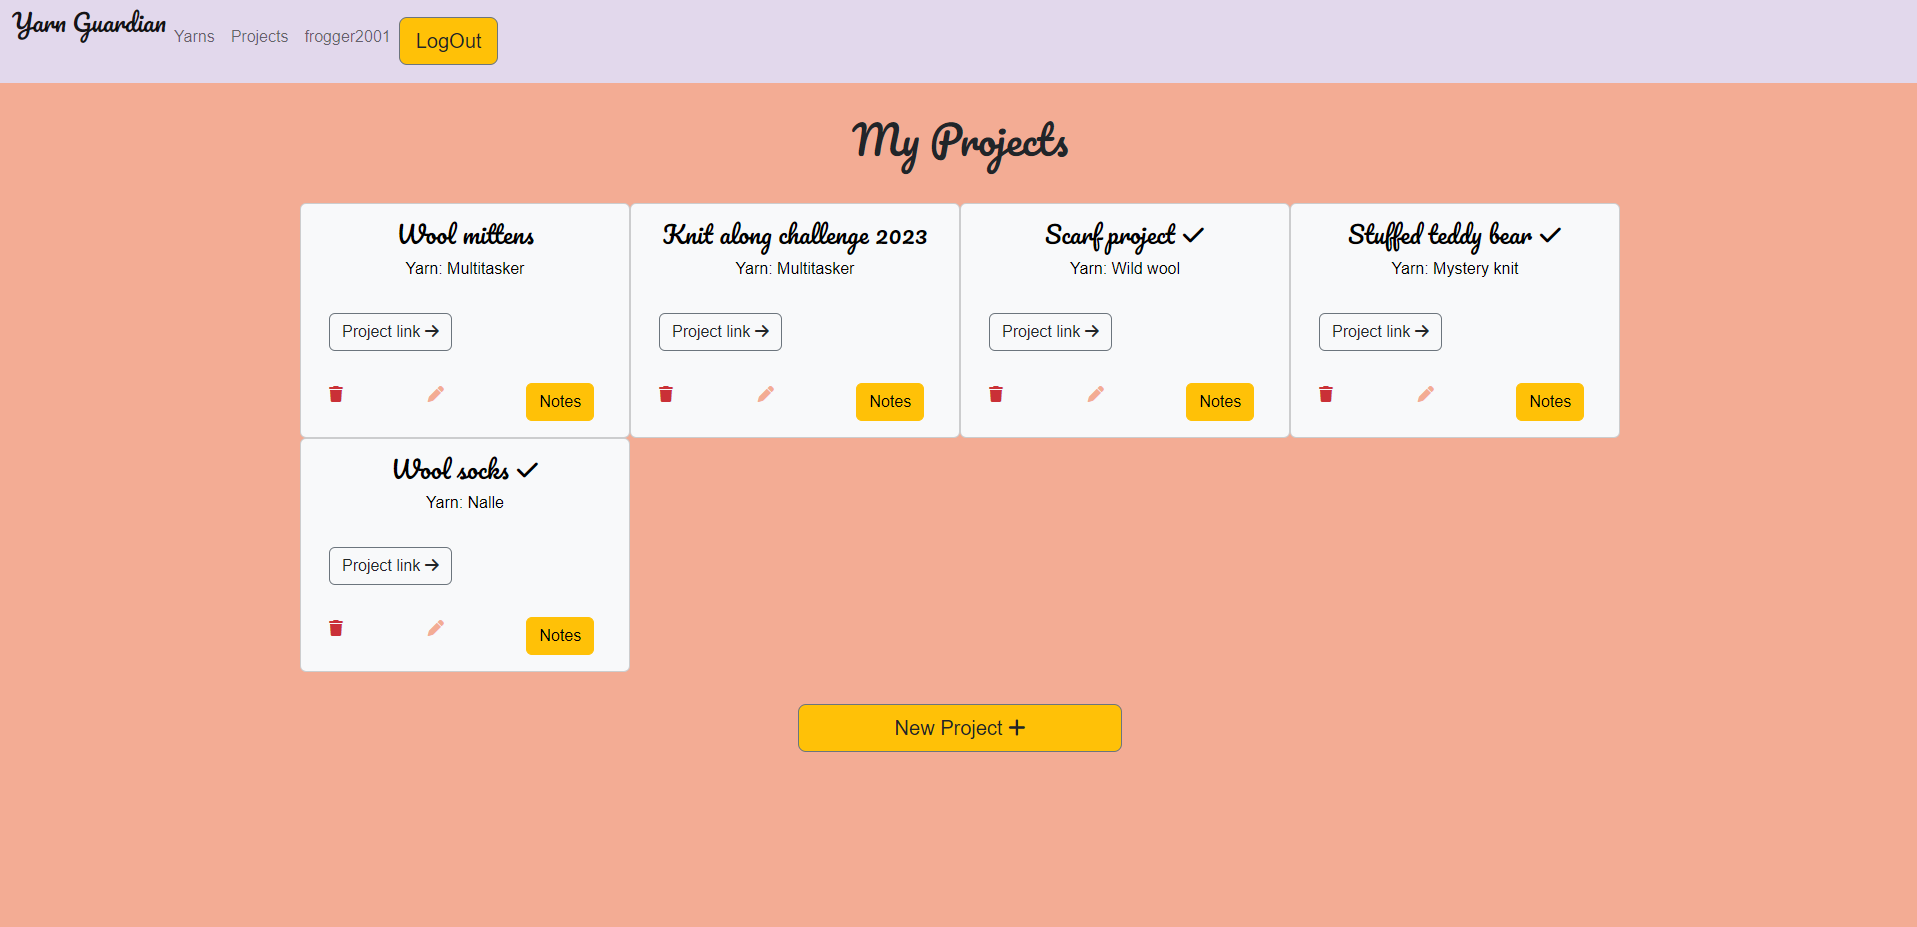 Yarn Guardian Yarns Projects frogger2001 LogOut
My Projects
Wool mittens
Yarn: Multitasker
Project link
Notes
Knit along challenge 2023
Yarn: Multitasker
Project link
Notes
Scarf project
Yarn: Wild wool
Project link
Notes
Stuffed teddy bear
Yarn: Mystery knit
Project link
Notes
Wool socks
Yarn: Nalle
Project link
Notes
New Project